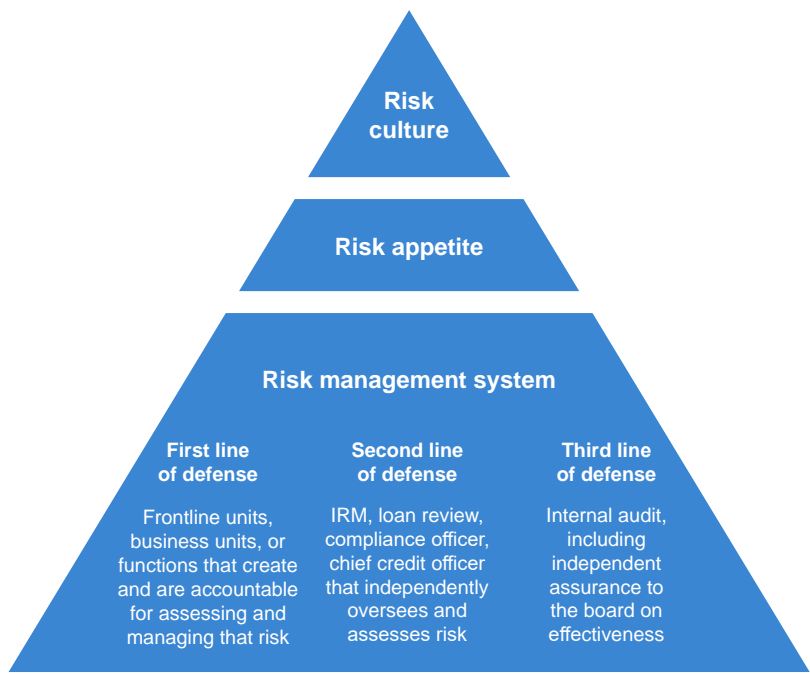 Risk
culture
Risk appetite
Risk management system
First line
of defense
Frontline units,
business units, or
functions that create
and are accountable
for assessing and
managing that risk
Second line
of defense
IRM, loan review,
compliance officer,
chief credit officer
that independently
oversees and
assesses risk
Third line
of defense
Internal audit,
including
independent
assurance to
the board on
effectiveness